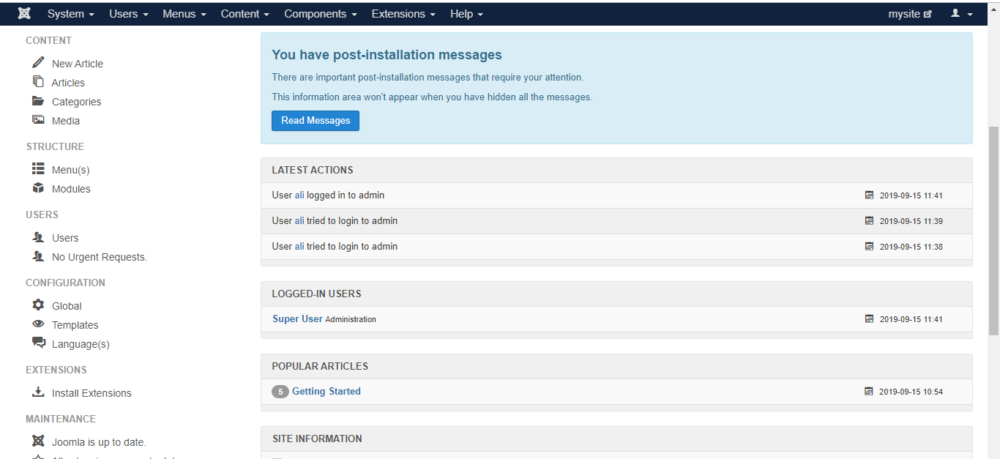 System Users Menus Content Components Extensions Help mysite
CONTENT
New Article
Articles
Categories
Media
STRUCTURE
Menu(s)
Modules
USERS
Users
No Urgent Requests.
CONFIGURATION
Global
Templates
Language(s)
EXTENSIONS
Install Extensions
MAINTENANCE
Joomla is up to date.
You have post-installation messages
There are important post-installation messages that require your attention.
This information area won't appear when you have hidden all the messages.
Read Messages
LATEST ACTIONS
User ali logged in to admin 2019-09-15 11:41
User ali tried to login to admin 2019-09-15 11:39
User ali tried to login to admin 2019-09-15 11:38
LOGGED-IN USERS
Super User Administration 2019-09-15 11:41
POPULAR ARTICLES
5 Getting Started 2019-09-15 10:54
SITE INFORMATION